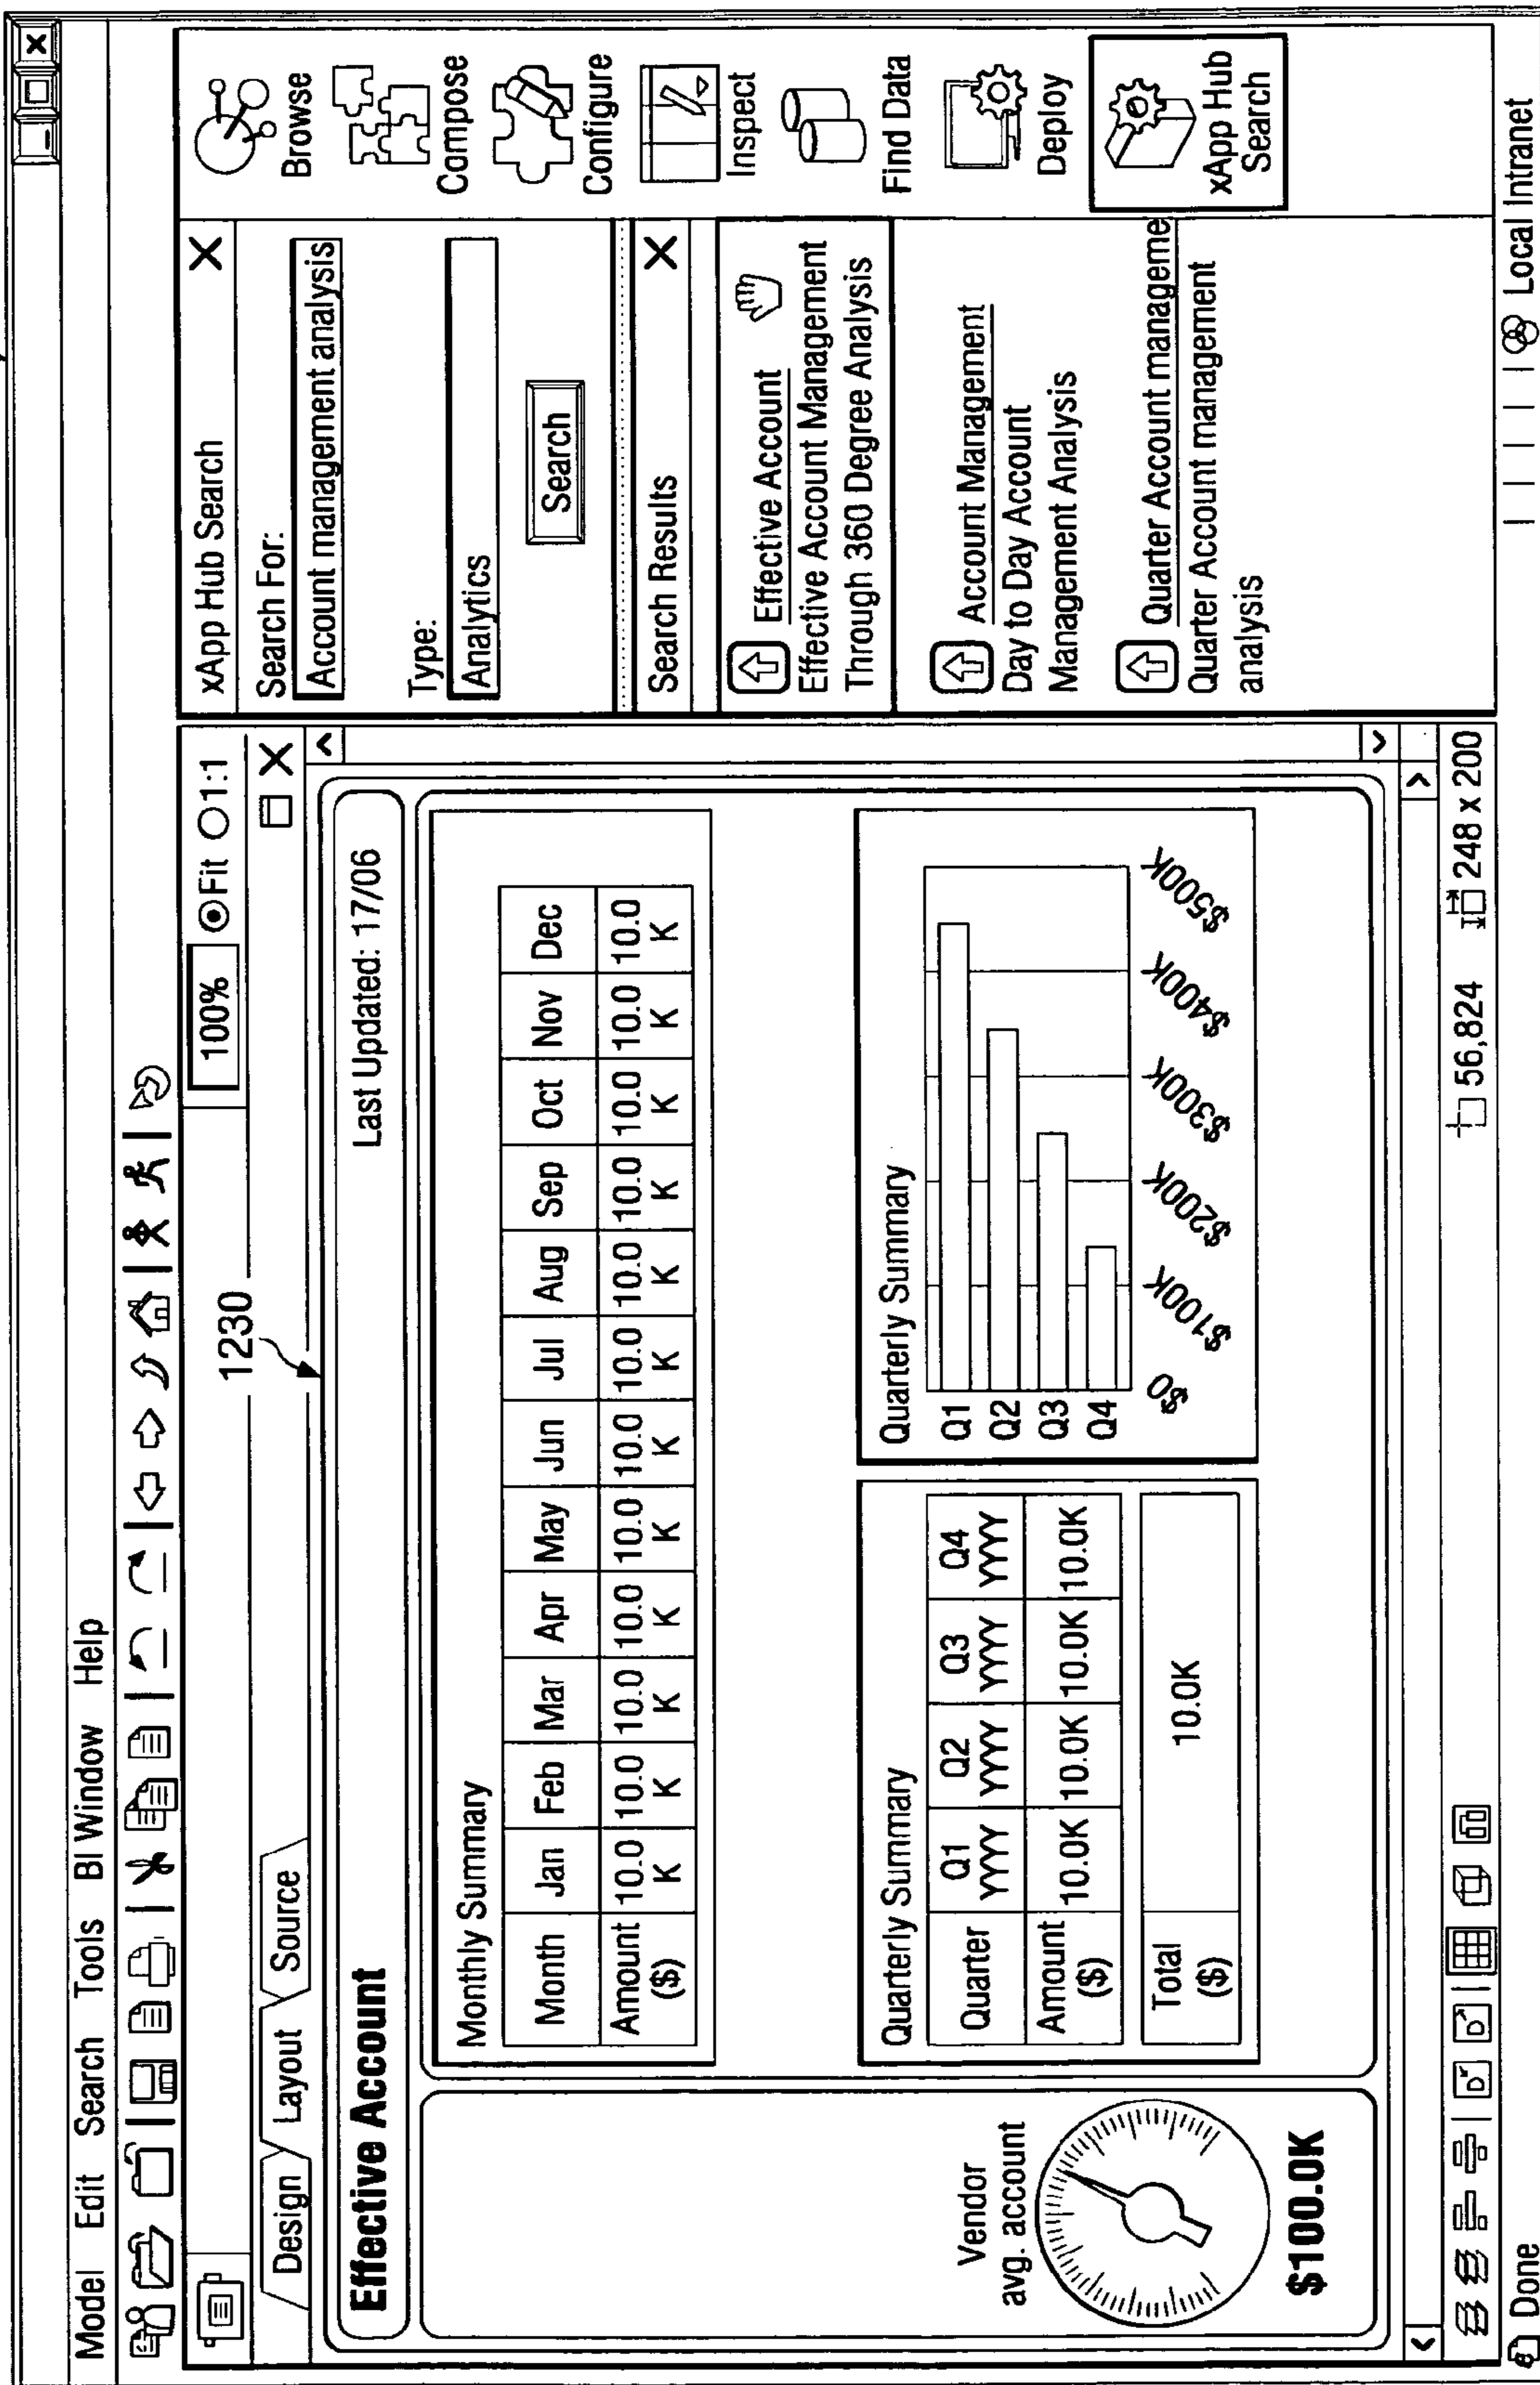 Model Edit Search Tools BI Window Help
100% Fit 1:1
1230
Design Layout Source
Effective Account
Last Updated: 17/06
Monthly Summary
Month Jan Feb Mar Apr May Jun Jul Aug Sep Oct Nov Dec
Amount 10.0 10.0 10.0 10.0 10.0 10.0 10.0 10.0 10.0 10.0 10.0 10.0
($) K K K K K K K K K K K K
Vendor
avg. account
$100.0K
Quarterly Summary
Quarter Q1 Q2 Q3 Q4
YYYY YYYY YYYY YYYY
Amount 10.0K 10.0K 10.0K 10.0K
($)
Total 10.0K
($)
Quarterly Summary
Q1
Q2
Q3
Q4
$0 $100K $200K $300K $400K $500K
xApp Hub Search
Search For:
Account management analysis
Type:
Analytics
Search
Search Results
Effective Account
Effective Account Management
Through 360 Degree Analysis
Account Management
Day to Day Account
Management Analysis
Quarter Account manageme
Quarter Account management
analysis
Browse
Compose
Configure
Inspect
Find Data
Deploy
xApp Hub
Search
56,824 248 x 200
Done
Local Intranet